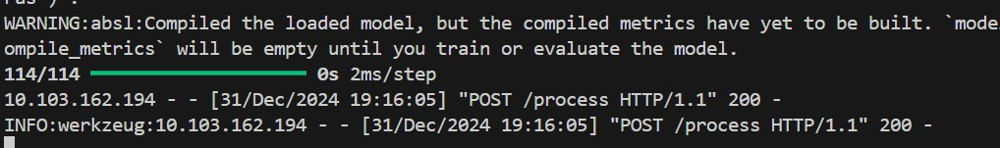 WARNING:absl:Compiled the loaded model, but the compiled metrics have yet to be built. `mode
ompile_metrics` will be empty until you train or evaluate the model.
114/114 ━━━━━━━━━━━━━━━━━━━━ 0s 2ms/step
10.103.162.194 - - [31/Dec/2024 19:16:05] "POST /process HTTP/1.1" 200 -
INFO:werkzeug:10.103.162.194 - - [31/Dec/2024 19:16:05] "POST /process HTTP/1.1" 200 -